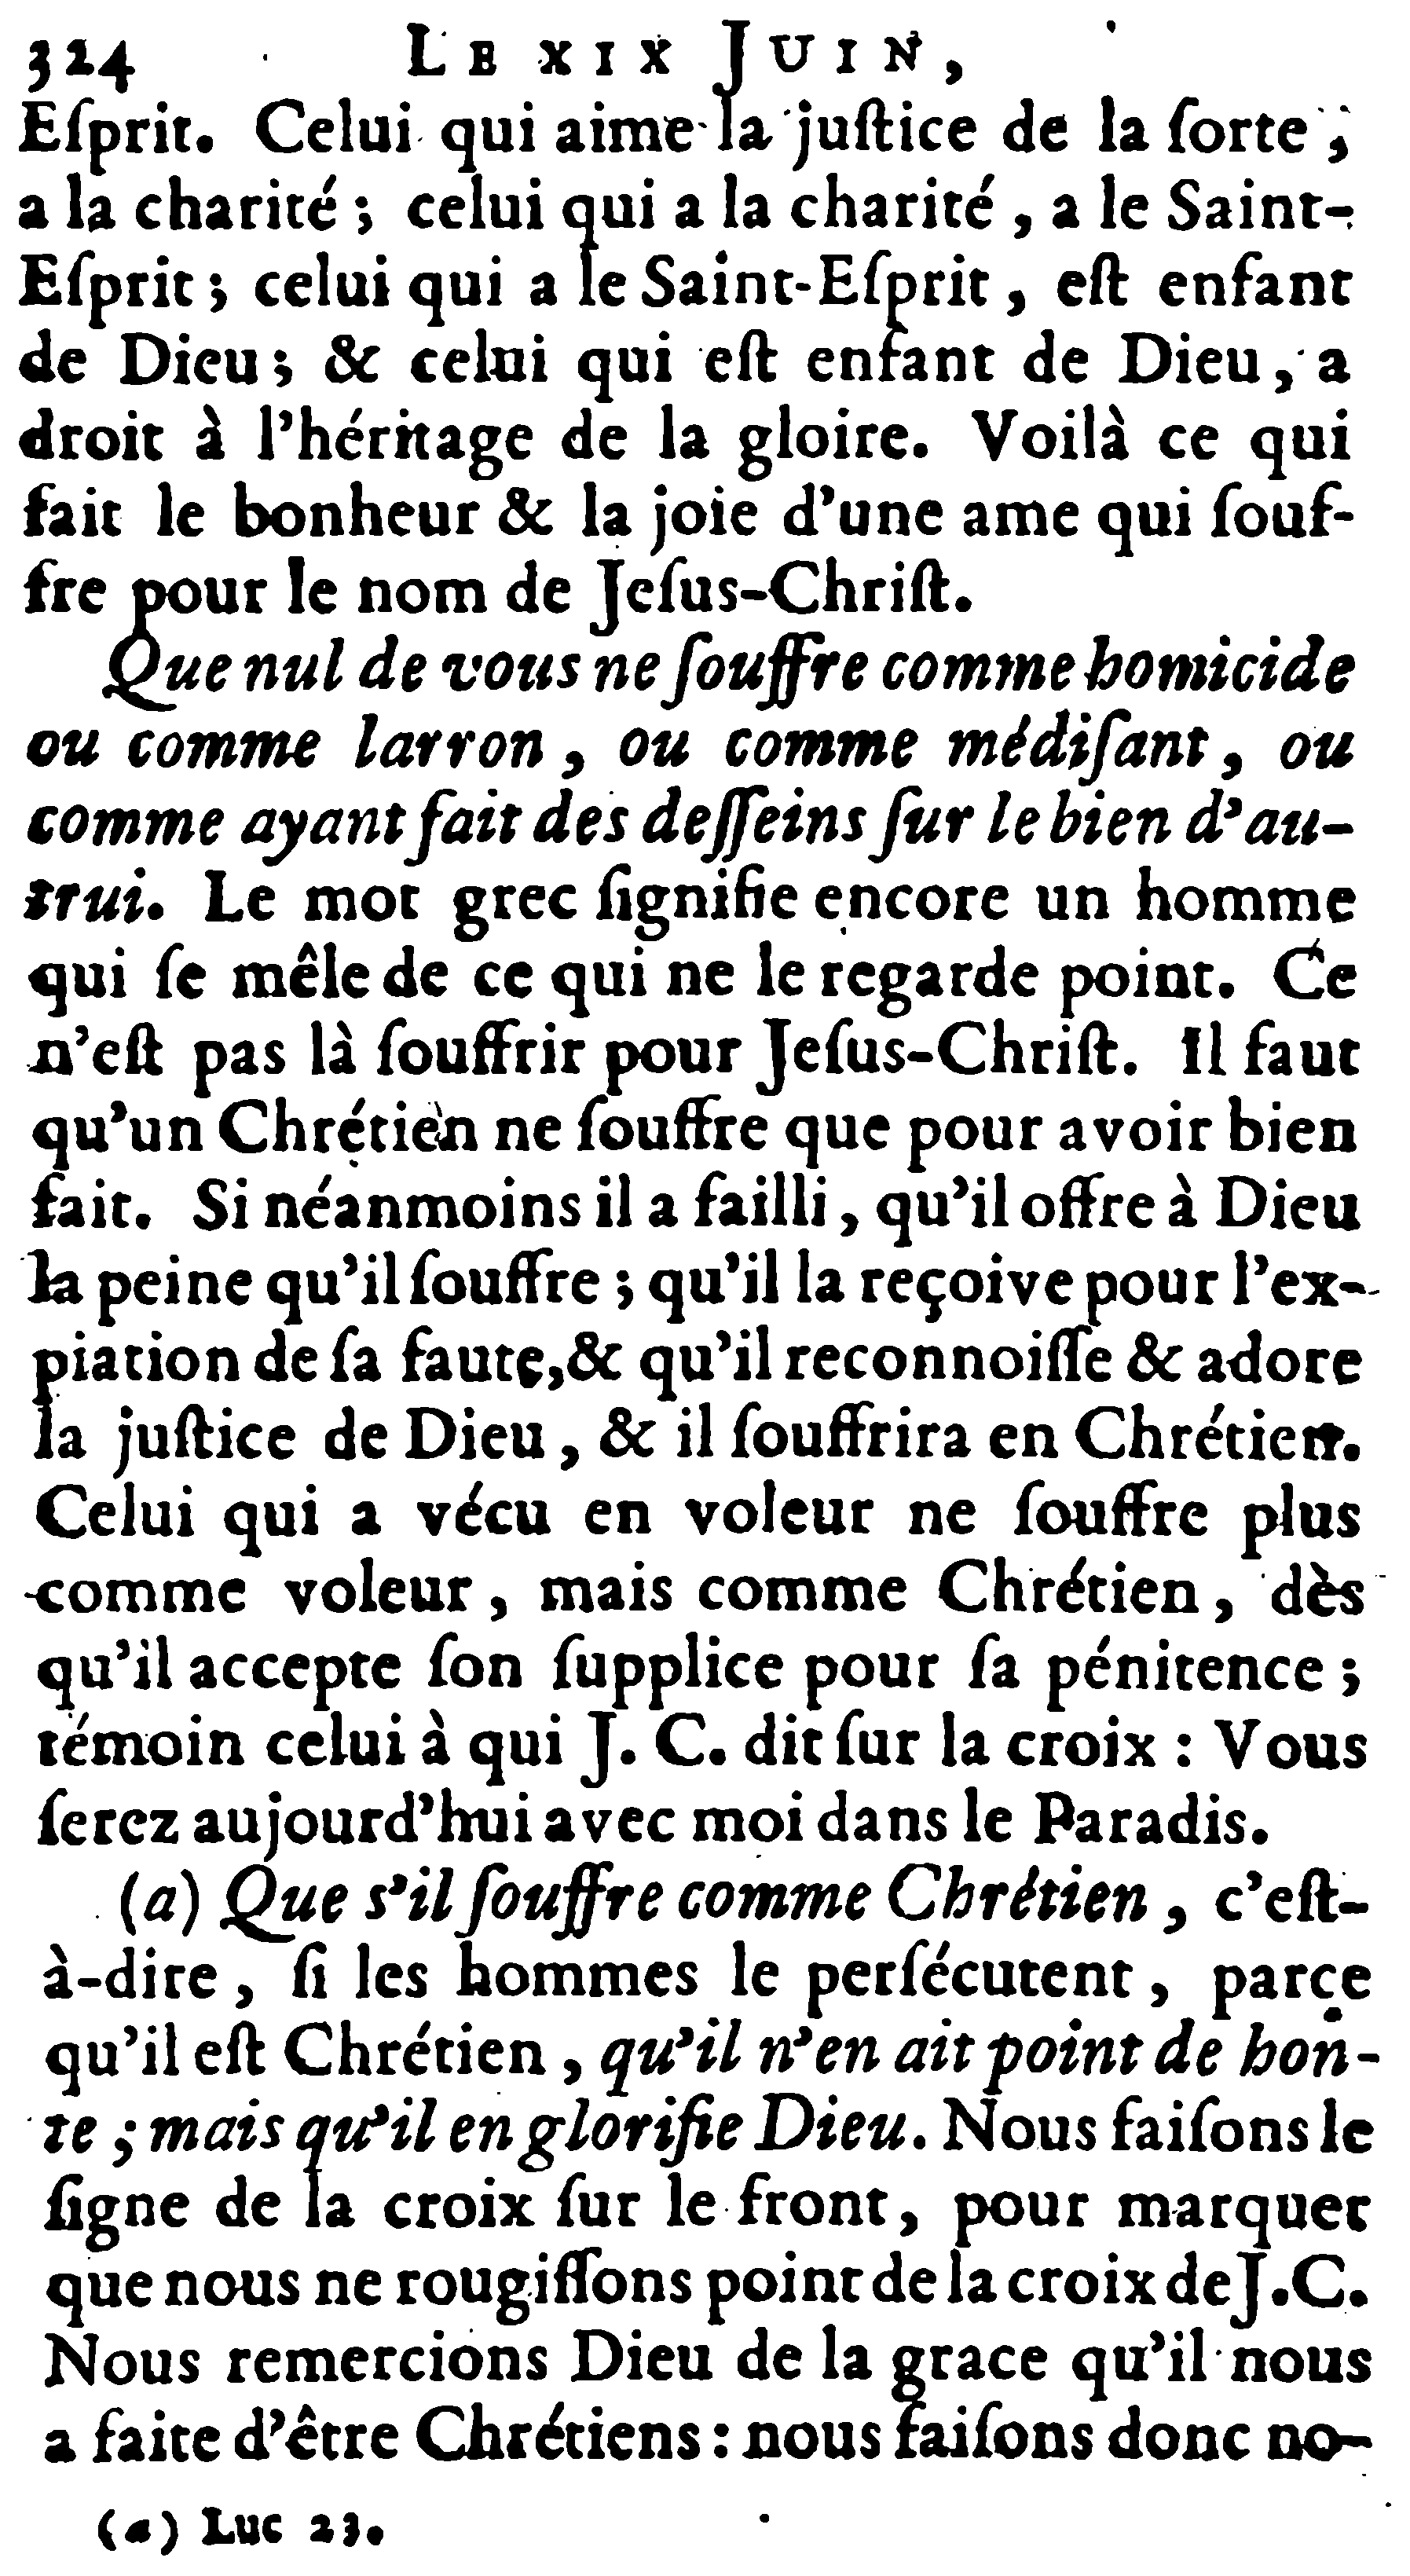 324 LE XIX JUIN,
Eſprit. Celui qui aime la juſtice de la ſorte,
a la charité ; celui qui a la charité, a le Saint-
Eſprit ; celui qui a le Saint-Eſprit, eſt enfant
de Dieu ; & celui qui eſt enfant de Dieu, a
droit à l'héritage de la gloire. Voilà ce qui
fait le bonheur & la joie d'une ame qui ſouf-
fre pour le nom de Jeſus-Chriſt.
Que nul de vous ne ſouffre comme homicide
ou comme larron, ou comme médiſant, ou
comme ayant fait des deſſeins ſur le bien d'au-
trui. Le mot grec ſignifie encore un homme
qui ſe mêle de ce qui ne le regarde point. Ce
n'eſt pas là ſouffrir pour Jeſus-Chriſt. Il faut
qu'un Chrétien ne ſouffre que pour avoir bien
fait. Si néanmoins il a failli, qu'il offre à Dieu
la peine qu'il ſouffre ; qu'il la reçoive pour l'ex-
piation de ſa faute, & qu'il reconnoiſſe & adore
la juſtice de Dieu, & il ſouffrira en Chrétien.
Celui qui a vécu en voleur ne ſouffre plus
comme voleur, mais comme Chrétien, dès
qu'il accepte ſon ſupplice pour ſa pénitence ;
témoin celui à qui J. C. dit ſur la croix : Vous
ſerez aujourd'hui avec moi dans le Paradis.
(a) Que s'il ſouffre comme Chrétien, c'eſt-
à-dire, ſi les hommes le perſécutent, parce
qu'il eſt Chrétien, qu'il n'en ait point de hon-
te ; mais qu'il en glorifie Dieu. Nous faiſons le
ſigne de la croix ſur le front, pour marquer
que nous ne rougiſſons point de la croix de J. C.
Nous remercions Dieu de la grace qu'il nous
a faite d'être Chrétiens : nous faiſons donc no-
(a) Luc 23.